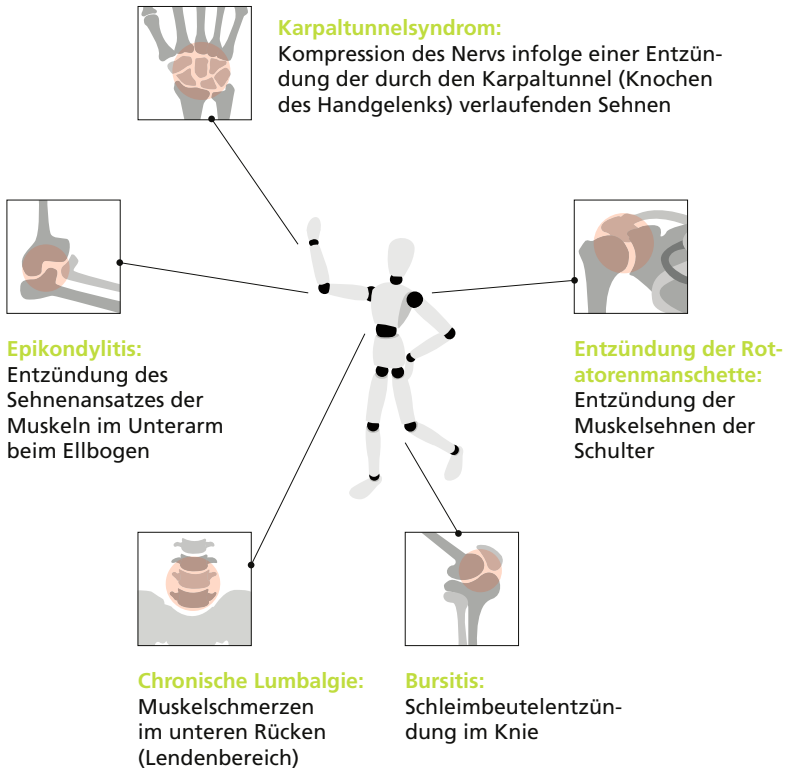 Karpaltunnelsyndrom:
Kompression des Nervs infolge einer Entzün-
dung der durch den Karpaltunnel (Knochen
des Handgelenks) verlaufenden Sehnen
Epikondylitis:
Entzündung des
Sehnenansatzes der
Muskeln im Unterarm
beim Ellbogen
Entzündung der Rot-
atorenmanschette:
Entzündung der
Muskelsehnen der
Schulter
Chronische Lumbalgie:
Muskelschmerzen
im unteren Rücken
(Lendenbereich)
Bursitis:
Schleimbeutelentzün-
dung im Knie